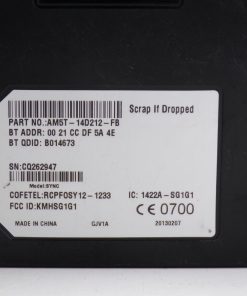 Scrap If Dropped
PART NO.:AM5T-14D212-FB
BT ADDR: 00 21 CC DF 5A 4E
BT QDID: B014673
SN:CQ262947
Model:SYNC
COFETEL:RCPFOSY12-1233
IC: 1422A-SG1G1
FCC ID:KMHSG1G1
CE 0700
MADE IN CHINA
GJV1A
20130207